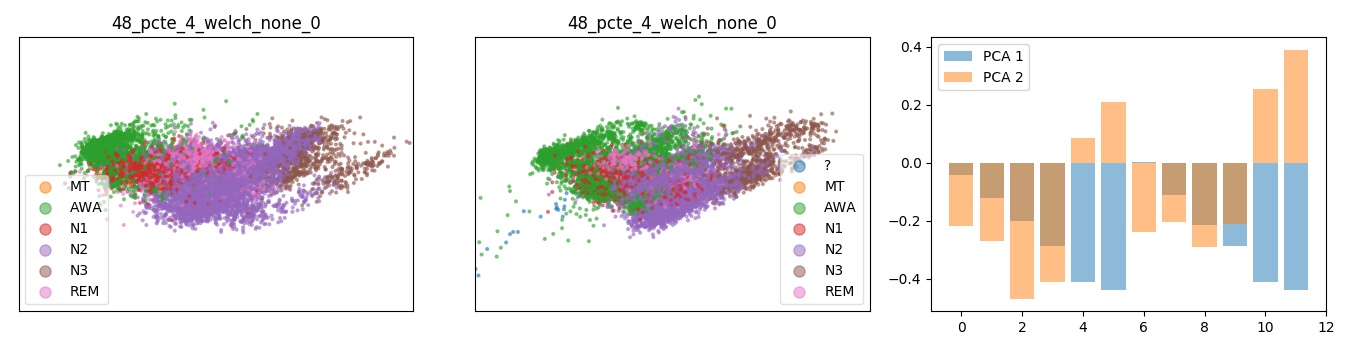 48_pcte_4_welch_none_0
MT
AWA
N1
N2
N3
REM
48_pcte_4_welch_none_0
?
MT
AWA
N1
N2
N3
REM
PCA 1
PCA 2
0.4
0.2
0.0
−0.2
−0.4
0 2 4 6 8 10 12